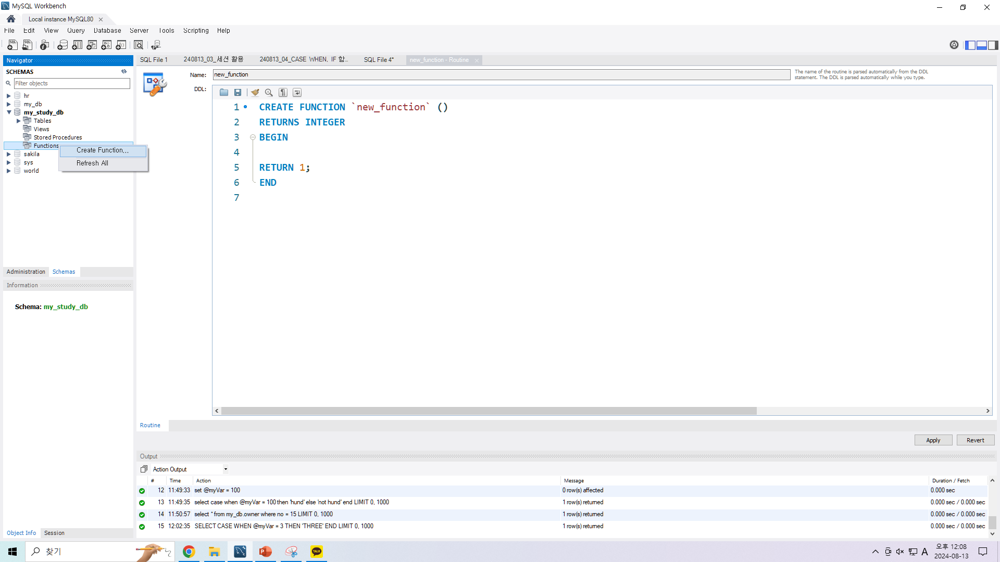 MySQL Workbench
Local instance MySQL80
File Edit View Query Database Server Tools Scripting Help
Navigator
SCHEMAS
Filter objects
hr
my_db
my_study_db
Tables
Views
Stored Procedures
Functions
Create Function...
Refresh All
sakila
sys
world
Administration Schemas
Information
Schema: my_study_db
Object Info Session
SQL File 1 240813_03_세션 활용 240813_04_CASE WHEN, IF 함... SQL File 4* new_function - Routine
Name: new_function
The name of the routine is parsed automatically from the DDL
statement. The DDL is parsed automatically while you type.
DDL:
1 CREATE FUNCTION `new_function` ()
2 RETURNS INTEGER
3 BEGIN
4
5 RETURN 1;
6 END
7
Routine
Apply Revert
Output
Action Output
# Time Action Message Duration / Fetch
12 11:49:33 set @myVar = 100 0 row(s) affected 0.000 sec
13 11:49:35 select case when @myVar = 100 then 'hund' else 'not hund' end LIMIT 0, 1000 1 row(s) returned 0.000 sec / 0.000 sec
14 11:50:57 select * from my_db.owner where no = 15 LIMIT 0, 1000 1 row(s) returned 0.000 sec / 0.000 sec
15 12:02:35 SELECT CASE WHEN @myVar = 3 THEN 'THREE' END LIMIT 0, 1000 1 row(s) returned 0.000 sec / 0.000 sec
찾기
TALK
A
오후 12:08
2024-08-13